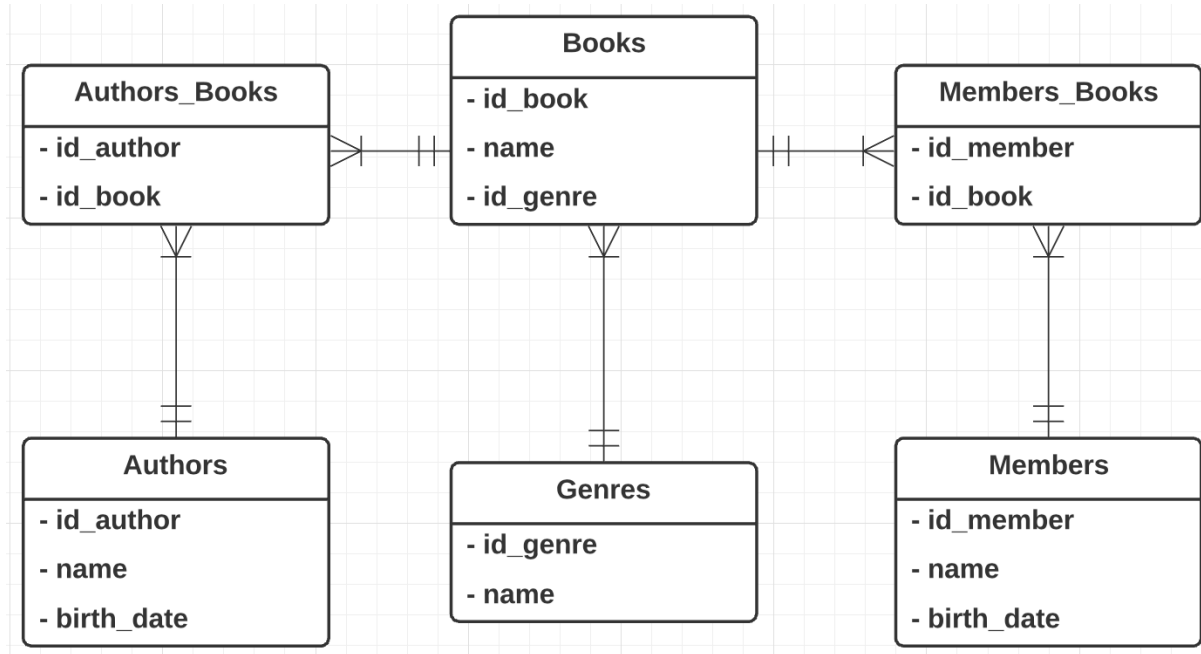 Books
- id_book
- name
- id_genre
Authors_Books
- id_author
- id_book
Members_Books
- id_member
- id_book
Authors
- id_author
- name
- birth_date
Genres
- id_genre
- name
Members
- id_member
- name
- birth_date